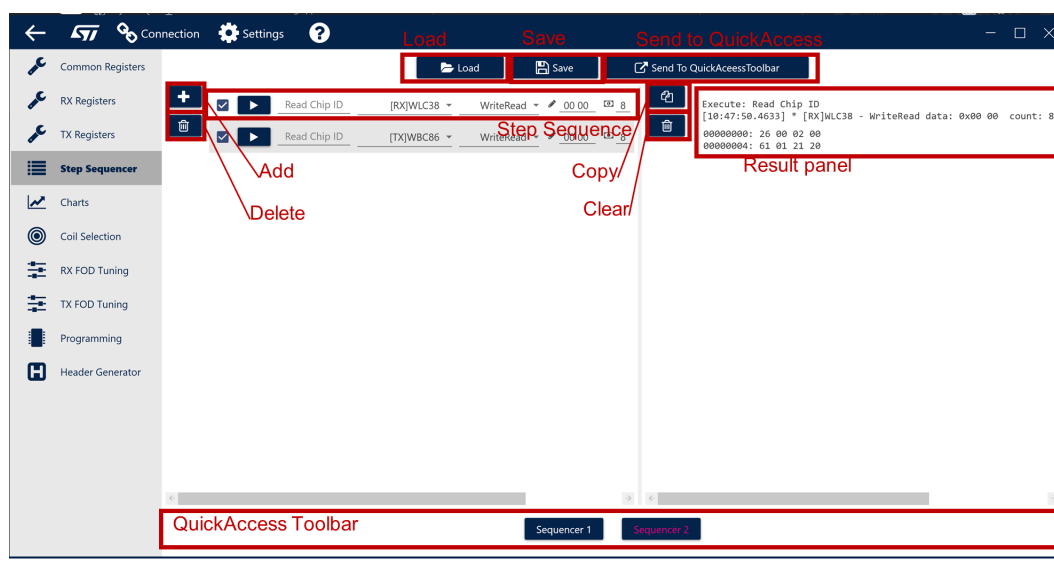 Connection
Settings
?
Load
Save
Send to QuickAccess
Load
Save
Send To QuickAceessToolbar
Common Registers
RX Registers
TX Registers
Step Sequencer
Charts
Coil Selection
RX FOD Tuning
TX FOD Tuning
Programming
Header Generator
Read Chip ID [RX]WLC38 WriteRead 00 00 8
Step Sequence
Read Chip ID [TX]WBC86 WriteRead 00 00 8
Add
Delete
Copy
Clear
Execute: Read Chip ID
[10:47:50.4633] * [RX]WLC38 - WriteRead data: 0x00 00 count: 8
00000000: 26 00 02 00
00000004: 61 01 21 20
Result panel
QuickAccess Toolbar
Sequencer 1
Sequencer 2